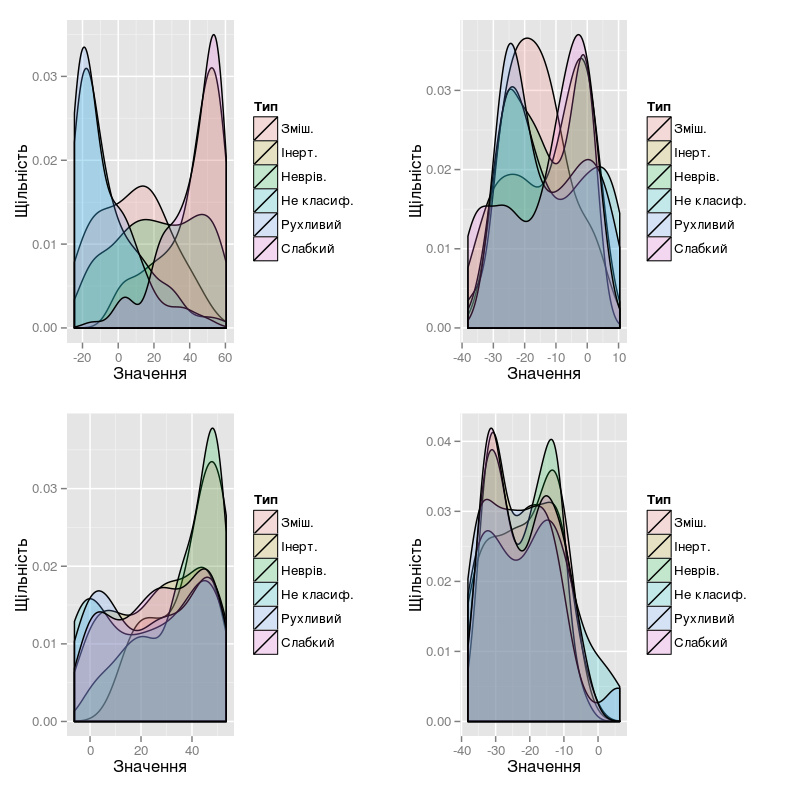 0.03
0.02
0.01
0.00
-20 0 20 40 60
Щільність
Значення
Тип
Зміш.
Інерт.
Неврів.
Не класиф.
Рухливий
Слабкий
0.03
0.02
0.01
0.00
-40 -30 -20 -10 0 10
Щільність
Значення
Тип
Зміш.
Інерт.
Неврів.
Не класиф.
Рухливий
Слабкий
0.03
0.02
0.01
0.00
0 20 40
Щільність
Значення
Тип
Зміш.
Інерт.
Неврів.
Не класиф.
Рухливий
Слабкий
0.04
0.03
0.02
0.01
0.00
-40 -30 -20 -10 0
Щільність
Значення
Тип
Зміш.
Інерт.
Неврів.
Не класиф.
Рухливий
Слабкий